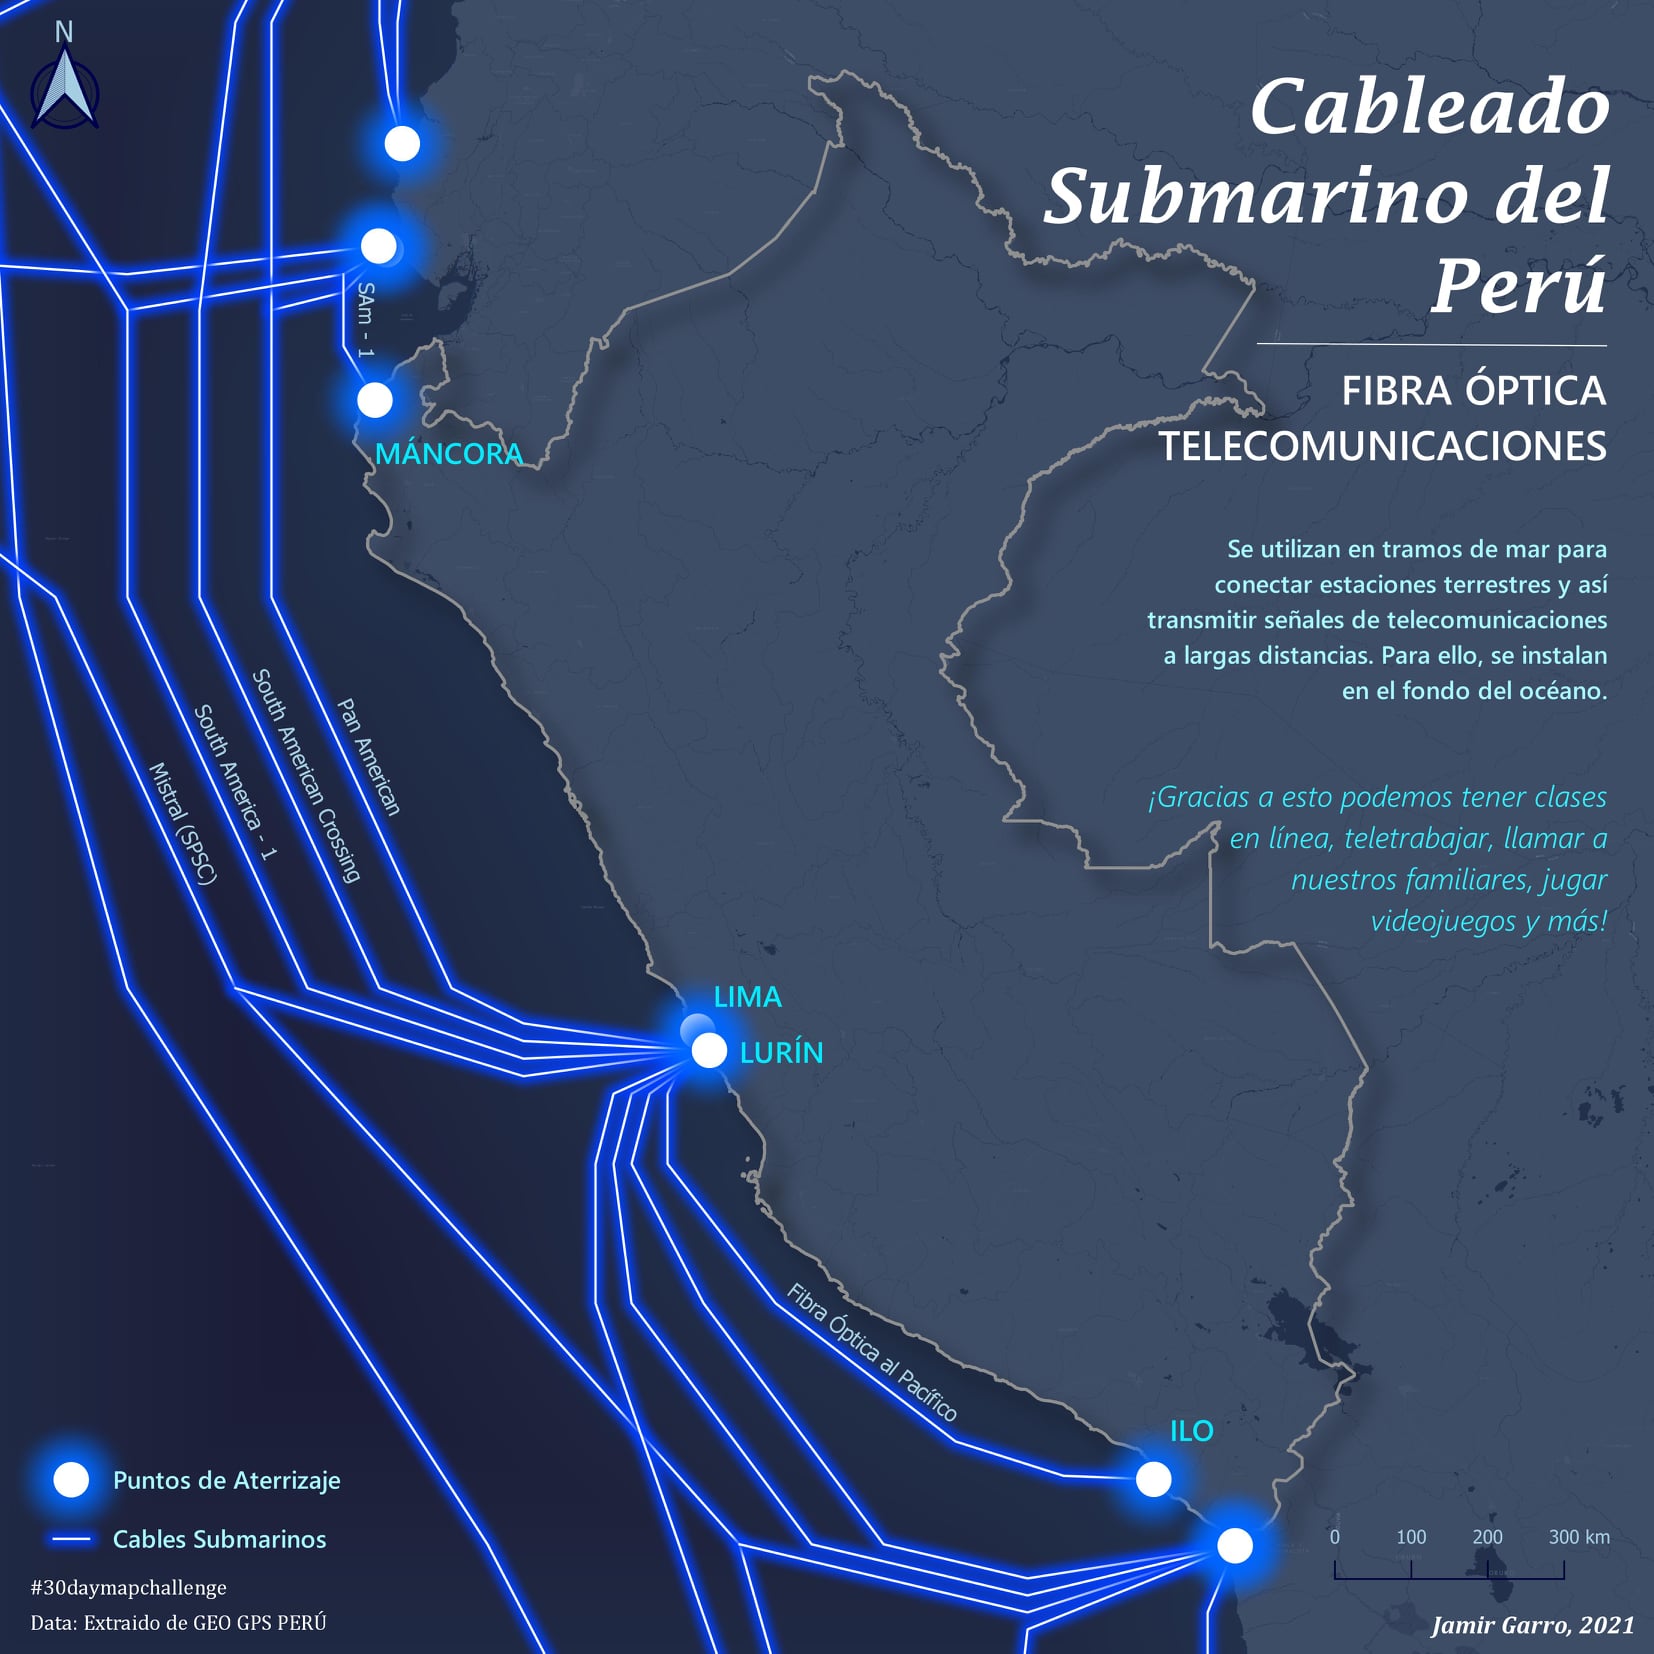 N
Cableado
Submarino del
Perú
FIBRA ÓPTICA
TELECOMUNICACIONES
Se utilizan en tramos de mar para
conectar estaciones terrestres y así
transmitir señales de telecomunicaciones
a largas distancias. Para ello, se instalan
en el fondo del océano.
¡Gracias a esto podemos tener clases
en línea, teletrabajar, llamar a
nuestros familiares, jugar
videojuegos y más!
SAm - 1
MÁNCORA
Pan American
South American Crossing
South America - 1
Mistral (SPSC)
LIMA
LURÍN
Fibra Óptica al Pacífico
ILO
Puntos de Aterrizaje
Cables Submarinos
#30daymapchallenge
Data: Extraido de GEO GPS PERÚ
0 100 200 300 km
Jamir Garro, 2021